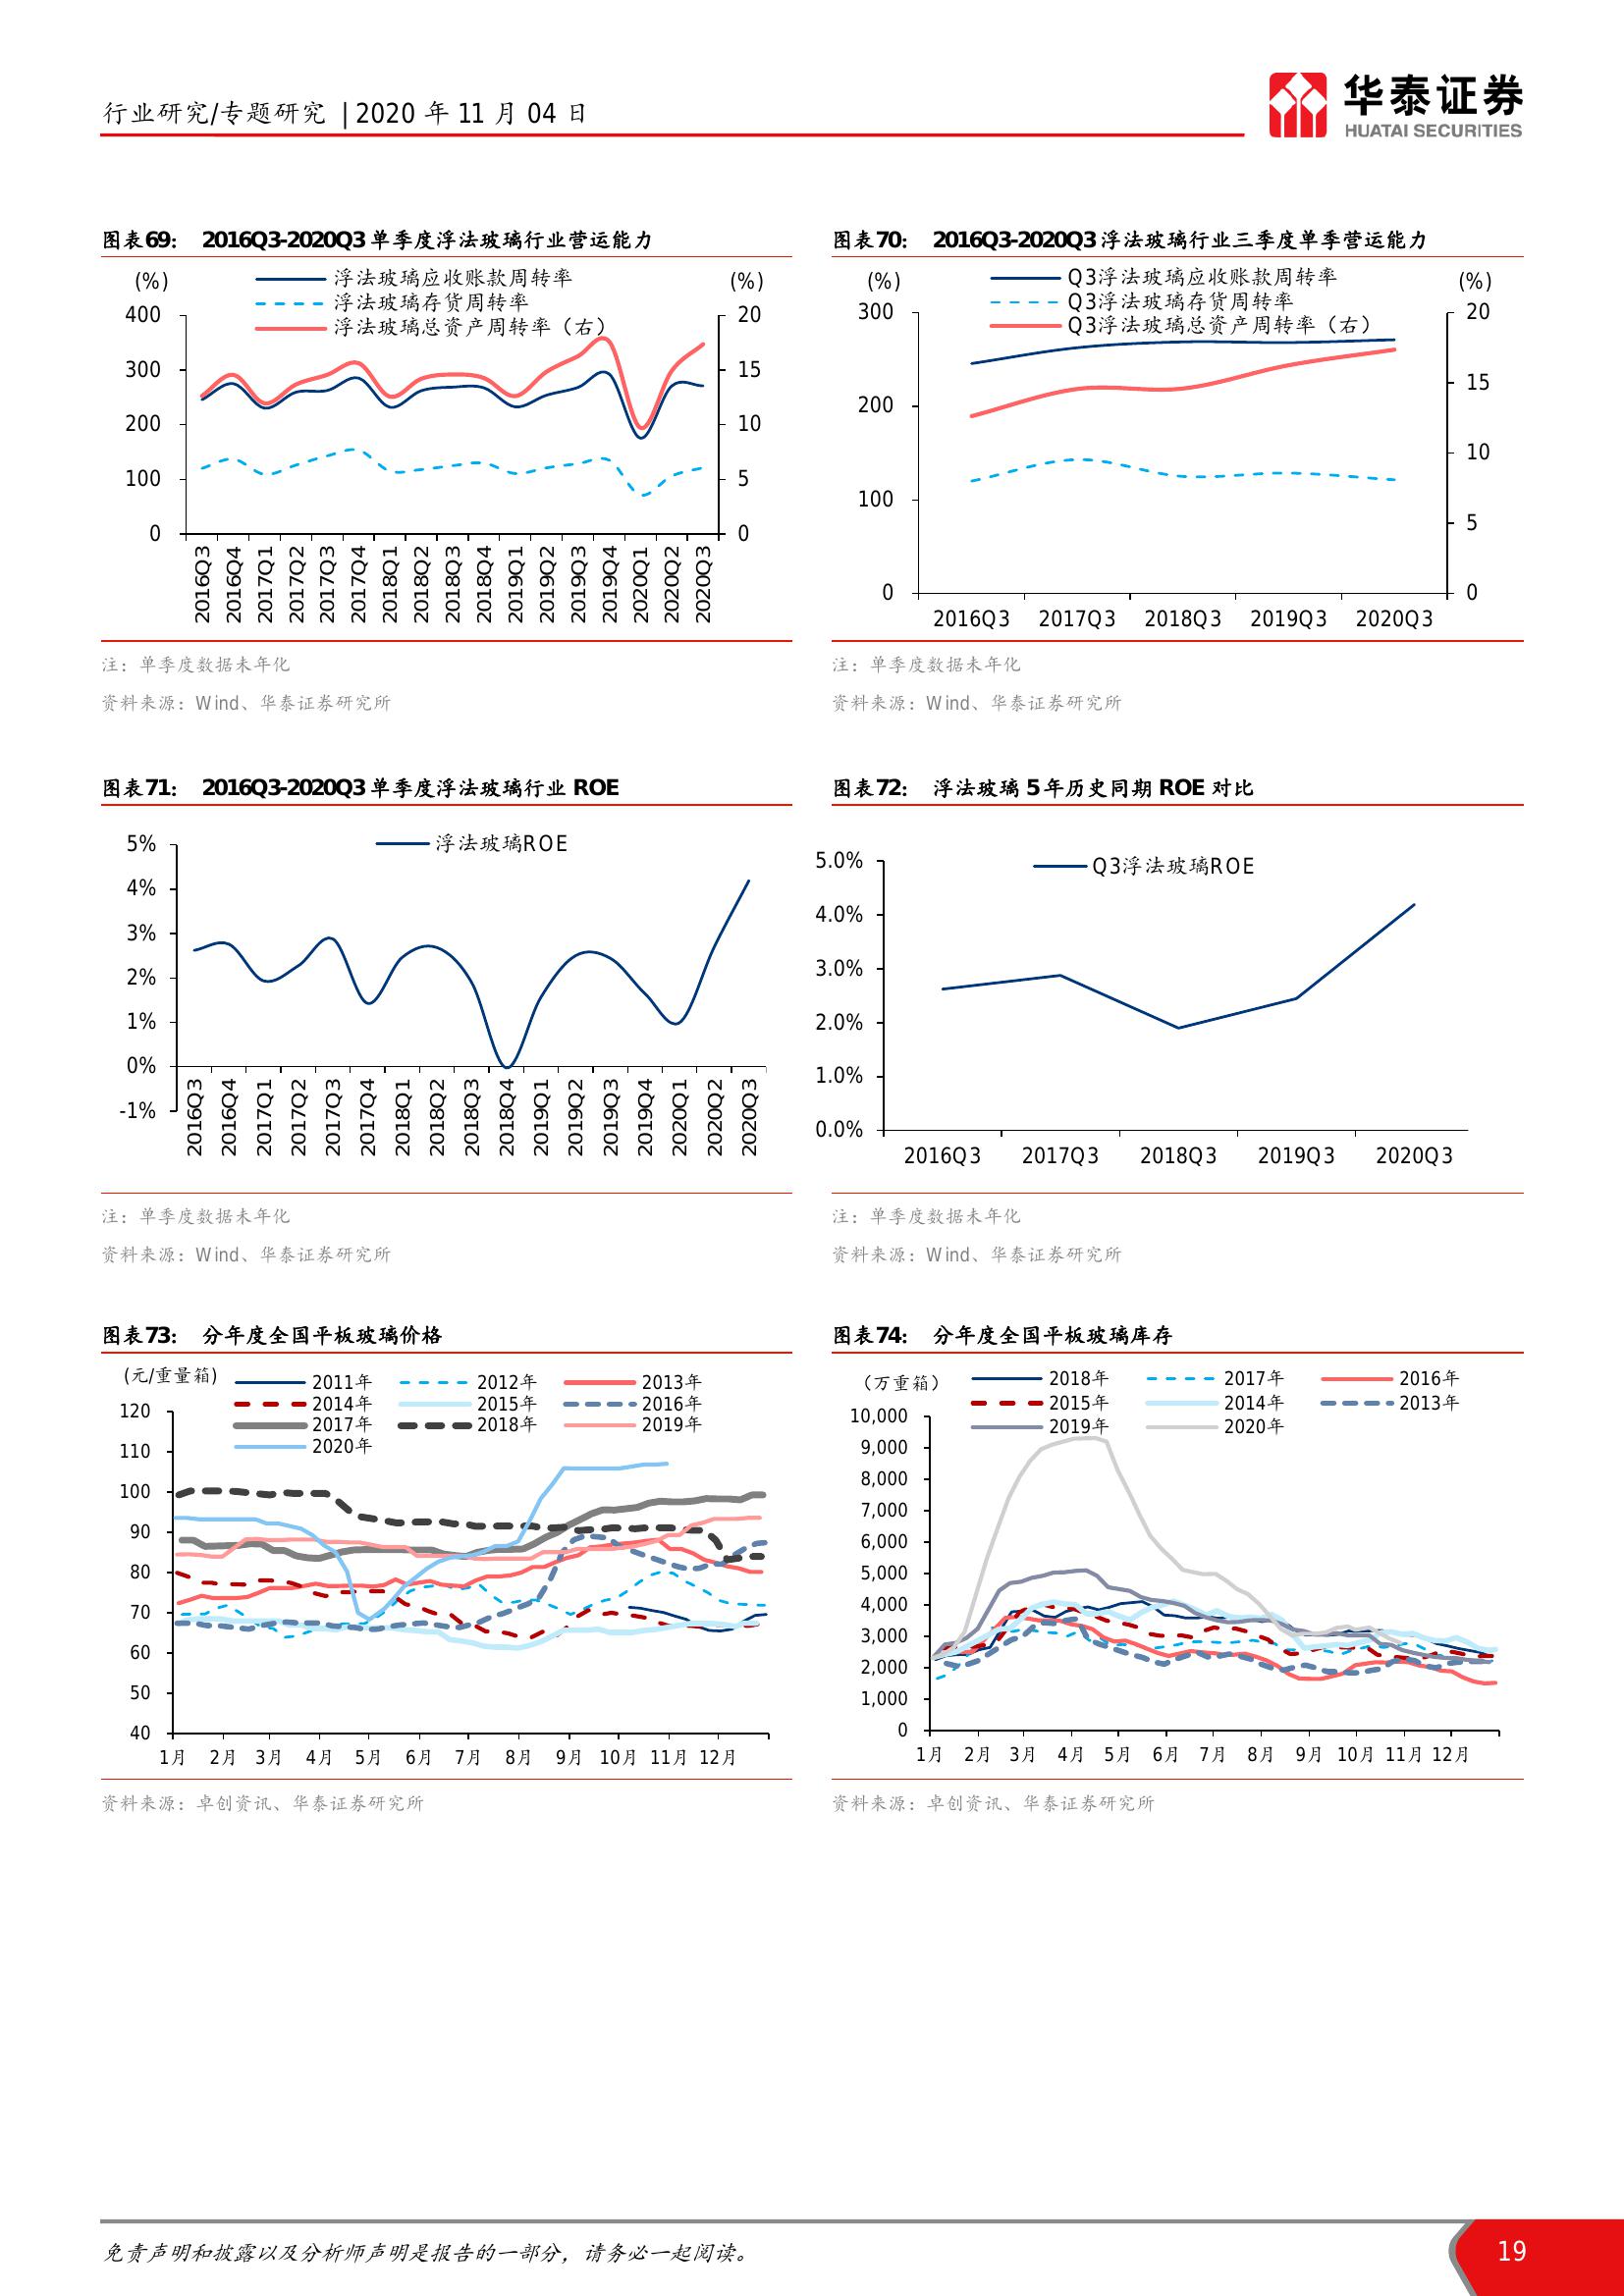 行业研究/专题研究 | 2020 年 11 月 04 日
华泰证券
HUATAI SECURITIES
图表69： 2016Q3-2020Q3 单季度浮法玻璃行业营运能力
(%)
(%)
浮法玻璃应收账款周转率
浮法玻璃存货周转率
浮法玻璃总资产周转率（右）
400
300
200
100
0
20
15
10
5
0
2016Q3
2016Q4
2017Q1
2017Q2
2017Q3
2017Q4
2018Q1
2018Q2
2018Q3
2018Q4
2019Q1
2019Q2
2019Q3
2019Q4
2020Q1
2020Q2
2020Q3
注：单季度数据未年化
资料来源：Wind、华泰证券研究所
图表70： 2016Q3-2020Q3 浮法玻璃行业三季度单季营运能力
(%)
(%)
Q3浮法玻璃应收账款周转率
Q3浮法玻璃存货周转率
Q3浮法玻璃总资产周转率（右）
300
200
100
0
20
15
10
5
0
2016Q3 2017Q3 2018Q3 2019Q3 2020Q3
注：单季度数据未年化
资料来源：Wind、华泰证券研究所
图表71： 2016Q3-2020Q3 单季度浮法玻璃行业 ROE
浮法玻璃ROE
5%
4%
3%
2%
1%
0%
-1%
2016Q3
2016Q4
2017Q1
2017Q2
2017Q3
2017Q4
2018Q1
2018Q2
2018Q3
2018Q4
2019Q1
2019Q2
2019Q3
2019Q4
2020Q1
2020Q2
2020Q3
注：单季度数据未年化
资料来源：Wind、华泰证券研究所
图表72： 浮法玻璃 5 年历史同期 ROE 对比
Q3浮法玻璃ROE
5.0%
4.0%
3.0%
2.0%
1.0%
0.0%
2016Q3 2017Q3 2018Q3 2019Q3 2020Q3
注：单季度数据未年化
资料来源：Wind、华泰证券研究所
图表73： 分年度全国平板玻璃价格
(元/重量箱)
2011年 2012年 2013年
2014年 2015年 2016年
2017年 2018年 2019年
2020年
120
110
100
90
80
70
60
50
40
1月 2月 3月 4月 5月 6月 7月 8月 9月 10月 11月 12月
资料来源：卓创资讯、华泰证券研究所
图表74： 分年度全国平板玻璃库存
（万重箱）
2018年 2017年 2016年
2015年 2014年 2013年
2019年 2020年
10,000
9,000
8,000
7,000
6,000
5,000
4,000
3,000
2,000
1,000
0
1月 2月 3月 4月 5月 6月 7月 8月 9月 10月 11月 12月
资料来源：卓创资讯、华泰证券研究所
免责声明和披露以及分析师声明是报告的一部分，请务必一起阅读。
19